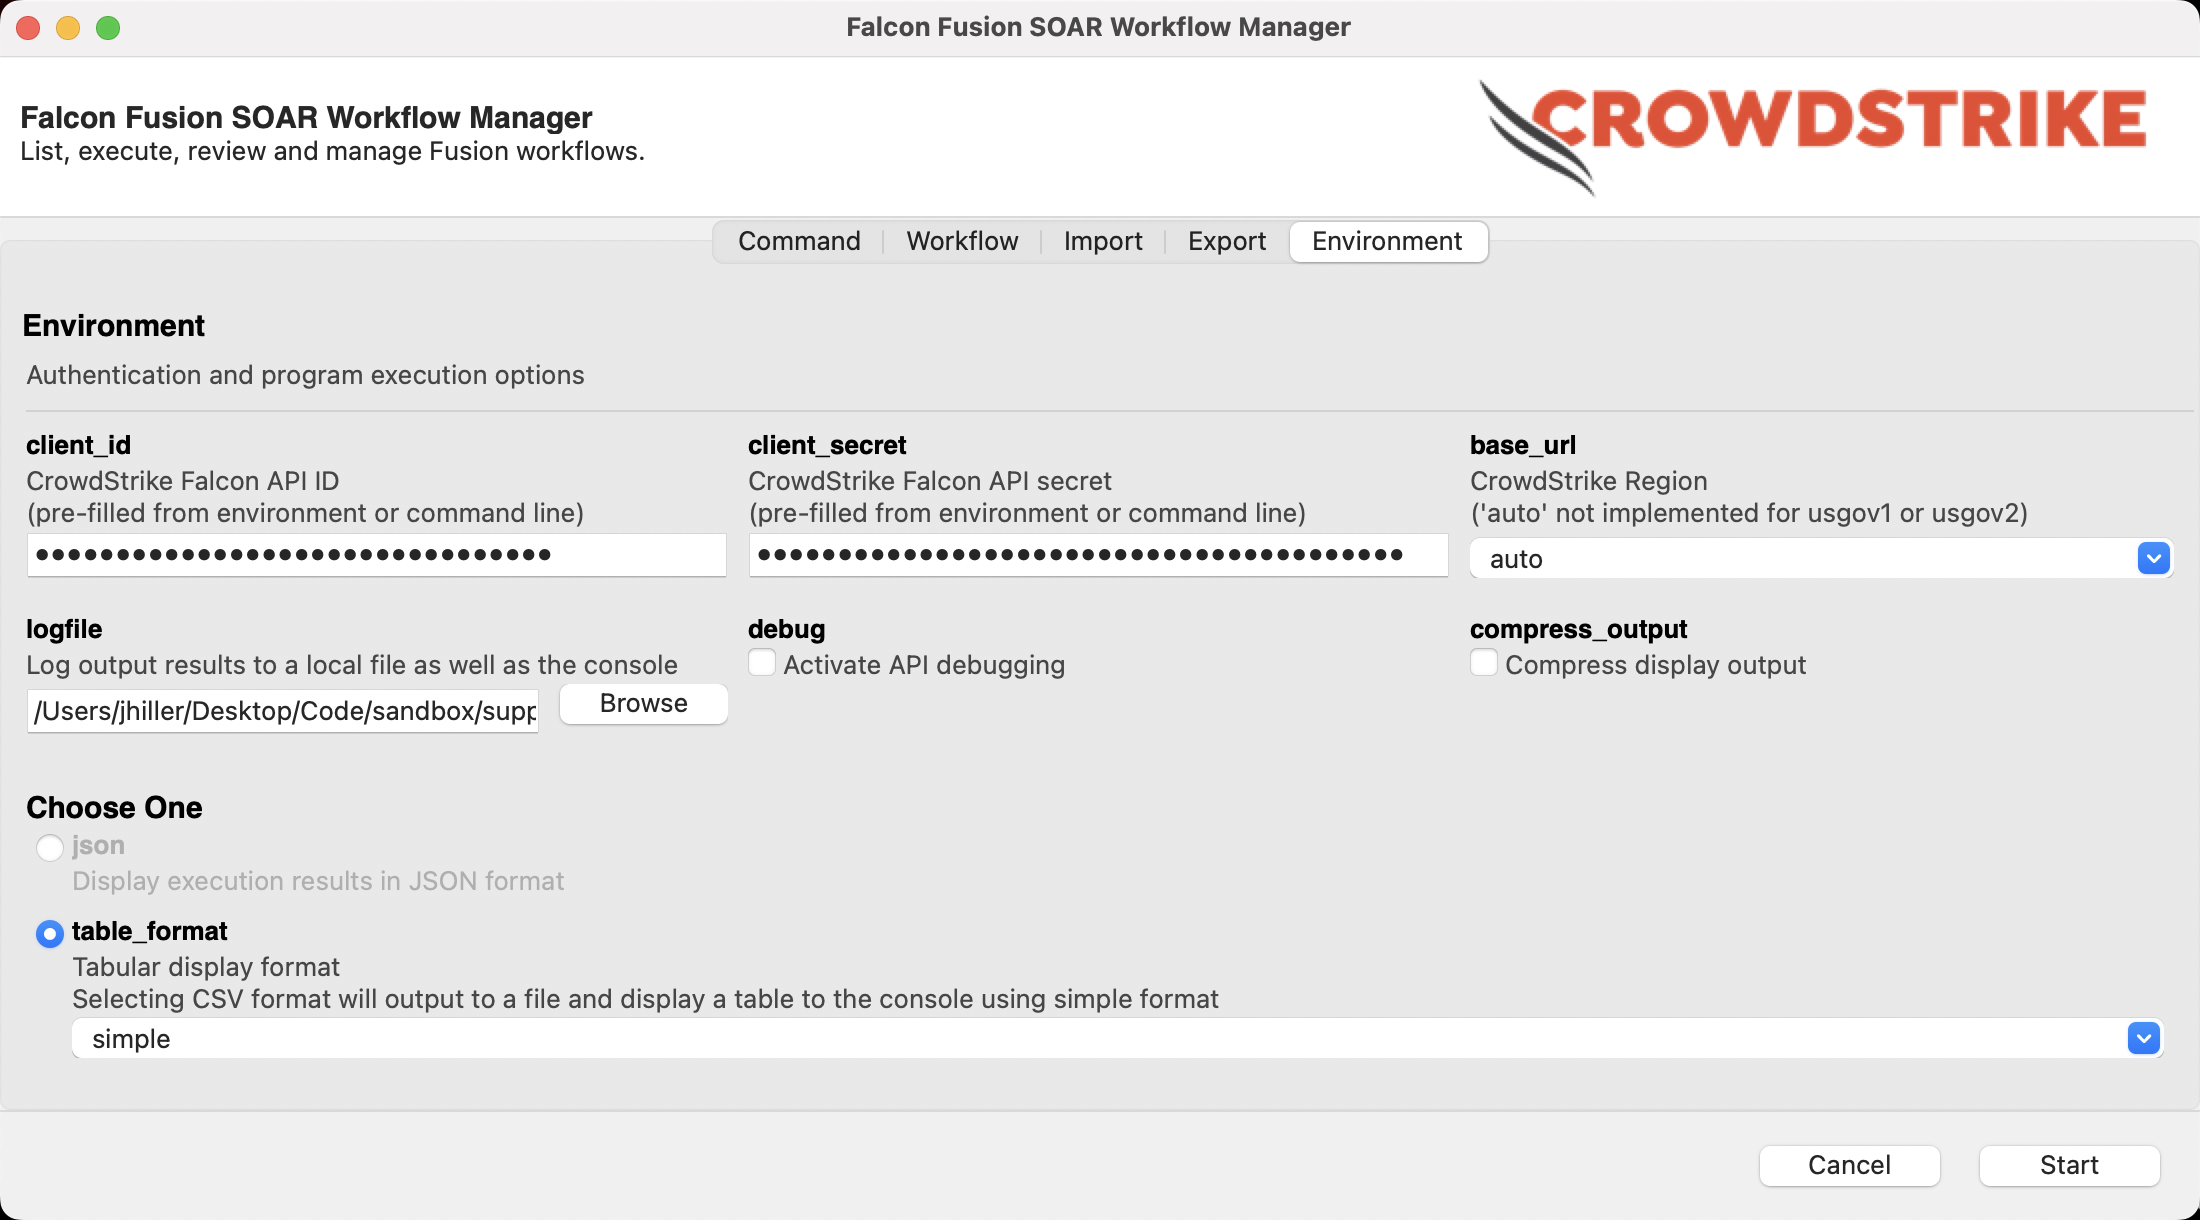 Falcon Fusion SOAR Workflow Manager
Falcon Fusion SOAR Workflow Manager
List, execute, review and manage Fusion workflows.
CROWDSTRIKE
Command Workflow Import Export Environment
Environment
Authentication and program execution options
client_id
CrowdStrike Falcon API ID
(pre-filled from environment or command line)
client_secret
CrowdStrike Falcon API secret
(pre-filled from environment or command line)
base_url
CrowdStrike Region
('auto' not implemented for usgov1 or usgov2)
auto
logfile
Log output results to a local file as well as the console
/Users/jhiller/Desktop/Code/sandbox/supp
Browse
debug
Activate API debugging
compress_output
Compress display output
Choose One
json
Display execution results in JSON format
table_format
Tabular display format
Selecting CSV format will output to a file and display a table to the console using simple format
simple
Cancel Start